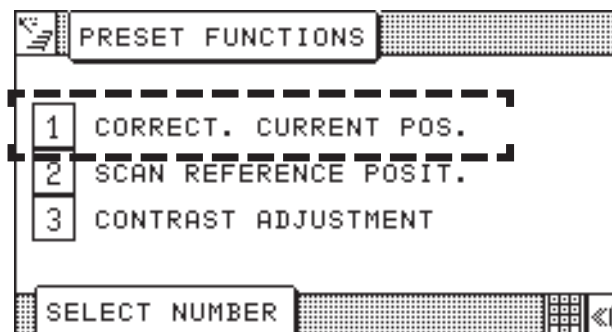 PRESET FUNCTIONS
1 CORRECT. CURRENT POS.
2 SCAN REFERENCE POSIT.
3 CONTRAST ADJUSTMENT
SELECT NUMBER